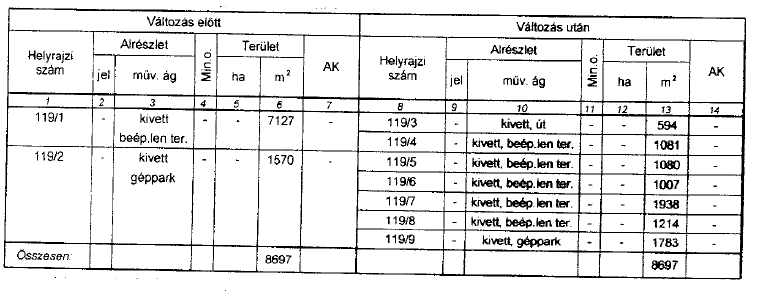 Változás előtt Változás után
Helyrajzi szám Alrészlet Min.o. Terület AK Helyrajzi szám Alrészlet Min.o. Terület AK
jel műv. ág ha m² jel műv. ág ha m²
1 2 3 4 5 6 7 8 9 10 11 12 13 14
119/1 - kivett - - 7127 - 119/3 - kivett, út - - 594 -
beép.len ter. 119/4 - kivett, beép.len ter. - - 1081 -
119/2 - kivett - - 1570 - 119/5 - kivett, beép.len ter. - - 1080 -
géppark 119/6 - kivett, beép.len ter. - - 1007 -
119/7 - kivett, beép.len ter. - - 1938 -
119/8 - kivett, beép.len ter. - - 1214 -
119/9 - kivett, géppark - - 1783 -
Összesen: 8697 8697